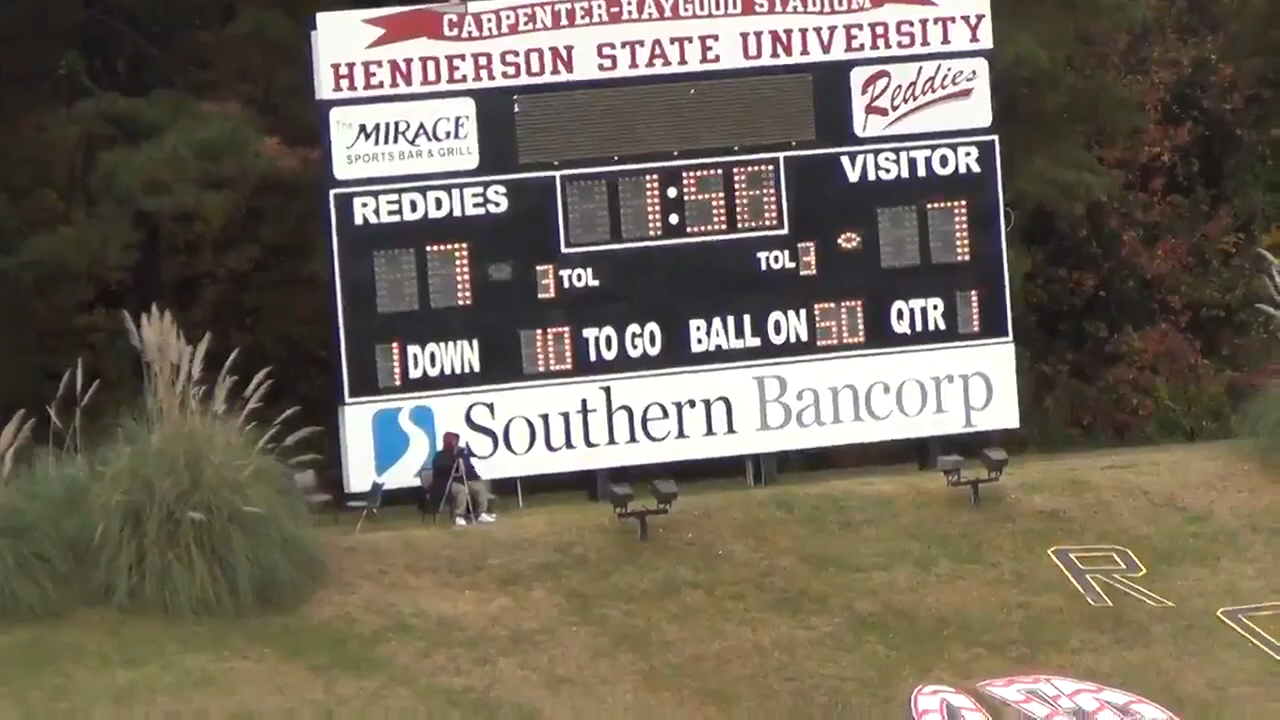 CARPENTER-HAYGOOD STADIUM
HENDERSON STATE UNIVERSITY
The MIRAGE
SPORTS BAR & GRILL
Reddies
REDDIES
1:56
VISITOR
7
3 TOL
TOL 3
7
1 DOWN
10 TO GO
BALL ON 50
QTR 1
Southern Bancorp
R